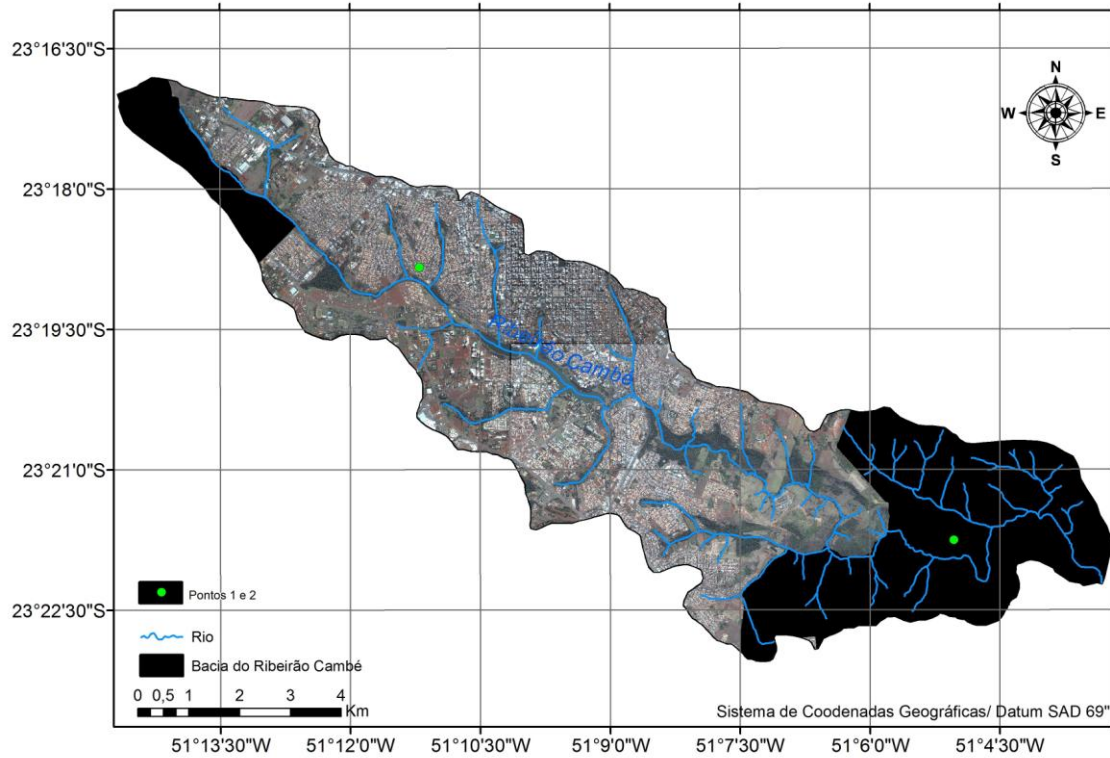 23°16'30"S
23°18'0"S
23°19'30"S
23°21'0"S
23°22'30"S
N
W
E
S
Ribeirão Cambé
Pontos 1 e 2
Rio
Bacia do Ribeirão Cambé
0 0,5 1 2 3 4
Km
Sistema de Coodenadas Geográficas/ Datum SAD 69"
51°13'30"W 51°12'0"W 51°10'30"W 51°9'0"W 51°7'30"W 51°6'0"W 51°4'30"W